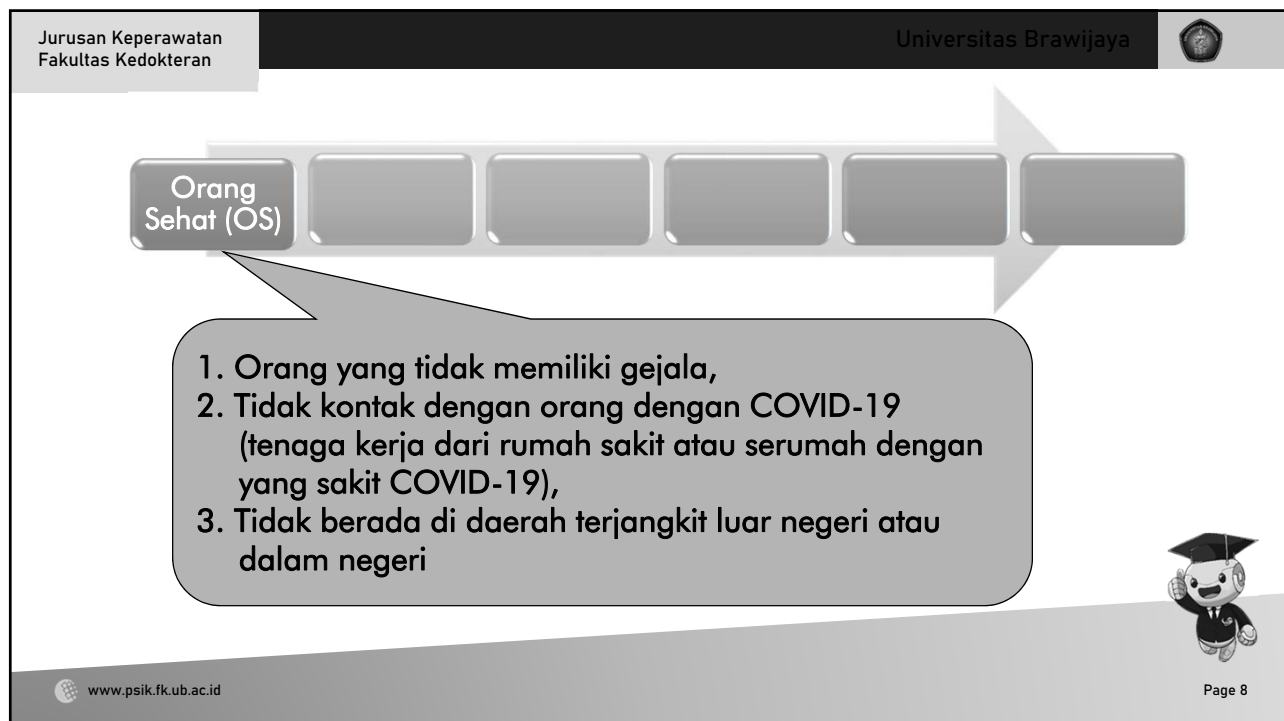 Jurusan Keperawatan
Fakultas Kedokteran
Universitas Brawijaya
Orang
Sehat (OS)
1. Orang yang tidak memiliki gejala,
2. Tidak kontak dengan orang dengan COVID-19
(tenaga kerja dari rumah sakit atau serumah dengan
yang sakit COVID-19),
3. Tidak berada di daerah terjangkit luar negeri atau
dalam negeri
www.psik.fk.ub.ac.id
Page 8